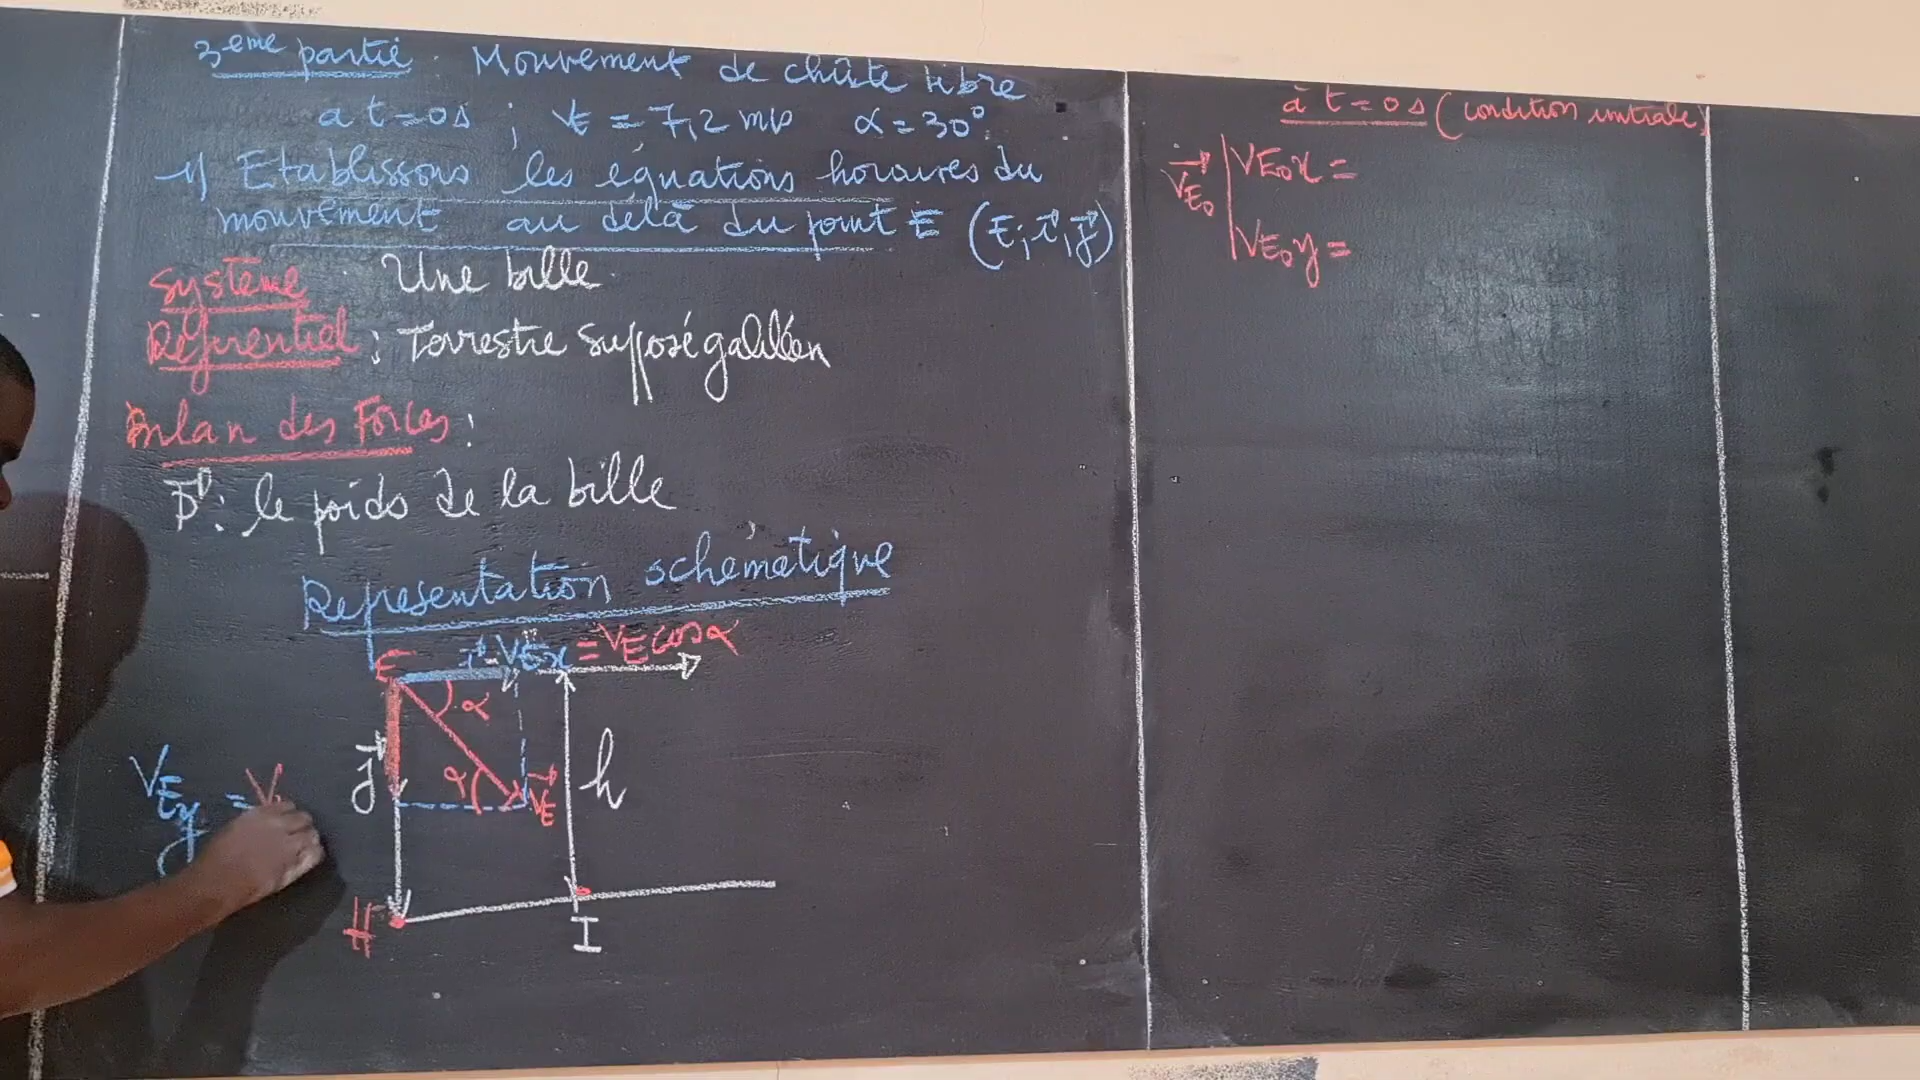 3eme partie. Mouvement de chûte libre
à t=0s ; VE = 7,2 m/s α = 30°
1) Etablissons les équations horaires du
mouvement au délà du point E (E; i, j)
Système : Une bille.
Référentiel : Terrestre supposé galiléen
Bilan des Forces :
P : le poids de la bille
Représentation schématique
E i VEx = VE cosα
α
j α VE h
VEy = V
H
I
à t = 0s (condition initiale)
VE0 VE0x =
VE0y =